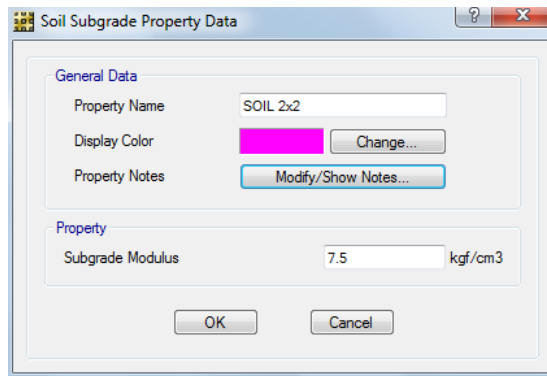 Soil Subgrade Property Data
General Data
Property Name SOIL 2x2
Display Color Change...
Property Notes Modify/Show Notes...
Property
Subgrade Modulus 7.5 kgf/cm3
OK Cancel